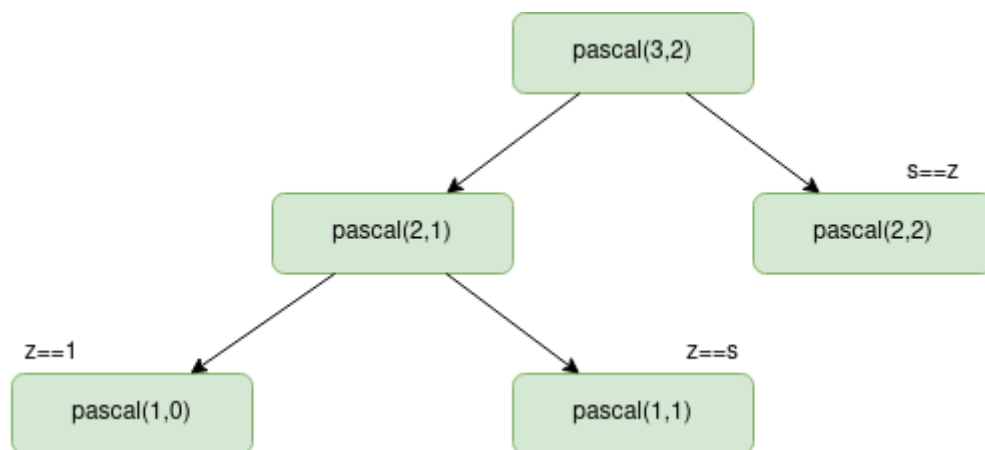 pascal(3,2)
s==z
pascal(2,1)
pascal(2,2)
z==1
z==s
pascal(1,0)
pascal(1,1)